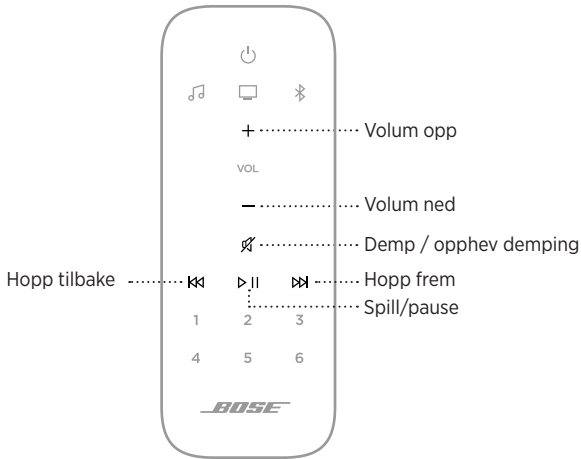 Volum opp
VOL
Volum ned
Demp / opphev demping
Hopp tilbake
Hopp frem
Spill/pause
1 2 3
4 5 6
BOSE